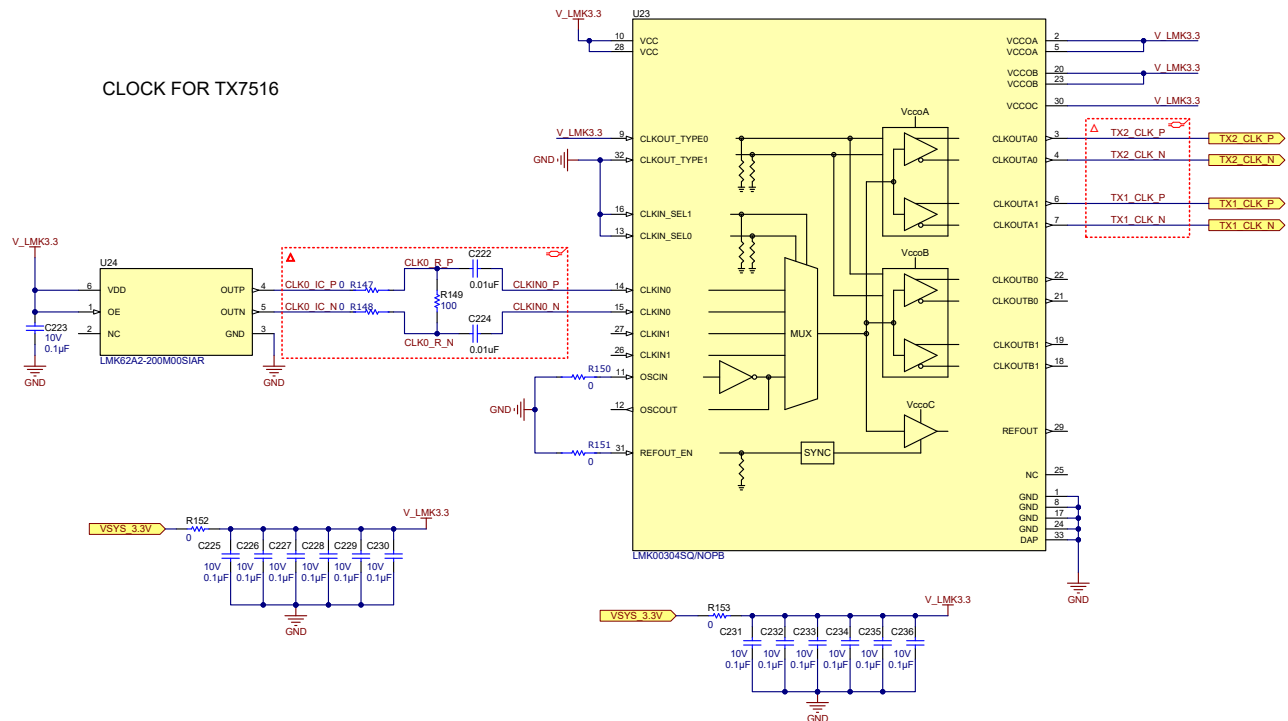 CLOCK FOR TX7516
V_LMK3.3
U24
6 VDD
1 OE
2 NC
OUTP 4
OUTN 5
GND 3
LMK62A2-200M00SIAR
C223
10V
0.1µF
GND
GND
CLK0_IC_P 0 R147
CLK0_IC_N 0 R148
CLK0_R_P
CLK0_R_N
R149
100
C222
0.01uF
C224
0.01uF
CLKIN0_P
CLKIN0_N
V_LMK3.3
V_LMK3.3
GND
GND
R150
0
R151
0
U23
10 VCC
28 VCC
9 CLKOUT_TYPE0
32 CLKOUT_TYPE1
16 CLKIN_SEL1
13 CLKIN_SEL0
14 CLKIN0
15 CLKIN0
27 CLKIN1
26 CLKIN1
11 OSCIN
12 OSCOUT
31 REFOUT_EN
MUX
SYNC
VccoA
VccoB
VccoC
VCCOA 2
VCCOA 5
VCCOB 20
VCCOB 23
VCCOC 30
CLKOUTA0 3
CLKOUTA0 4
CLKOUTA1 6
CLKOUTA1 7
CLKOUTB0 22
CLKOUTB0 21
CLKOUTB1 19
CLKOUTB1 18
REFOUT 29
NC 25
GND 1
GND 8
GND 17
GND 24
DAP 33
LMK00304SQ/NOPB
V_LMK3.3
V_LMK3.3
V_LMK3.3
TX2_CLK_P TX2_CLK_P
TX2_CLK_N TX2_CLK_N
TX1_CLK_P TX1_CLK_P
TX1_CLK_N TX1_CLK_N
GND
VSYS_3.3V
R152
0
V_LMK3.3
C225 C226 C227 C228 C229 C230
10V 10V 10V 10V 10V 10V
0.1µF 0.1µF 0.1µF 0.1µF 0.1µF 0.1µF
GND
VSYS_3.3V
R153
0
V_LMK3.3
C231 C232 C233 C234 C235 C236
10V 10V 10V 10V 10V 10V
0.1µF 0.1µF 0.1µF 0.1µF 0.1µF 0.1µF
GND